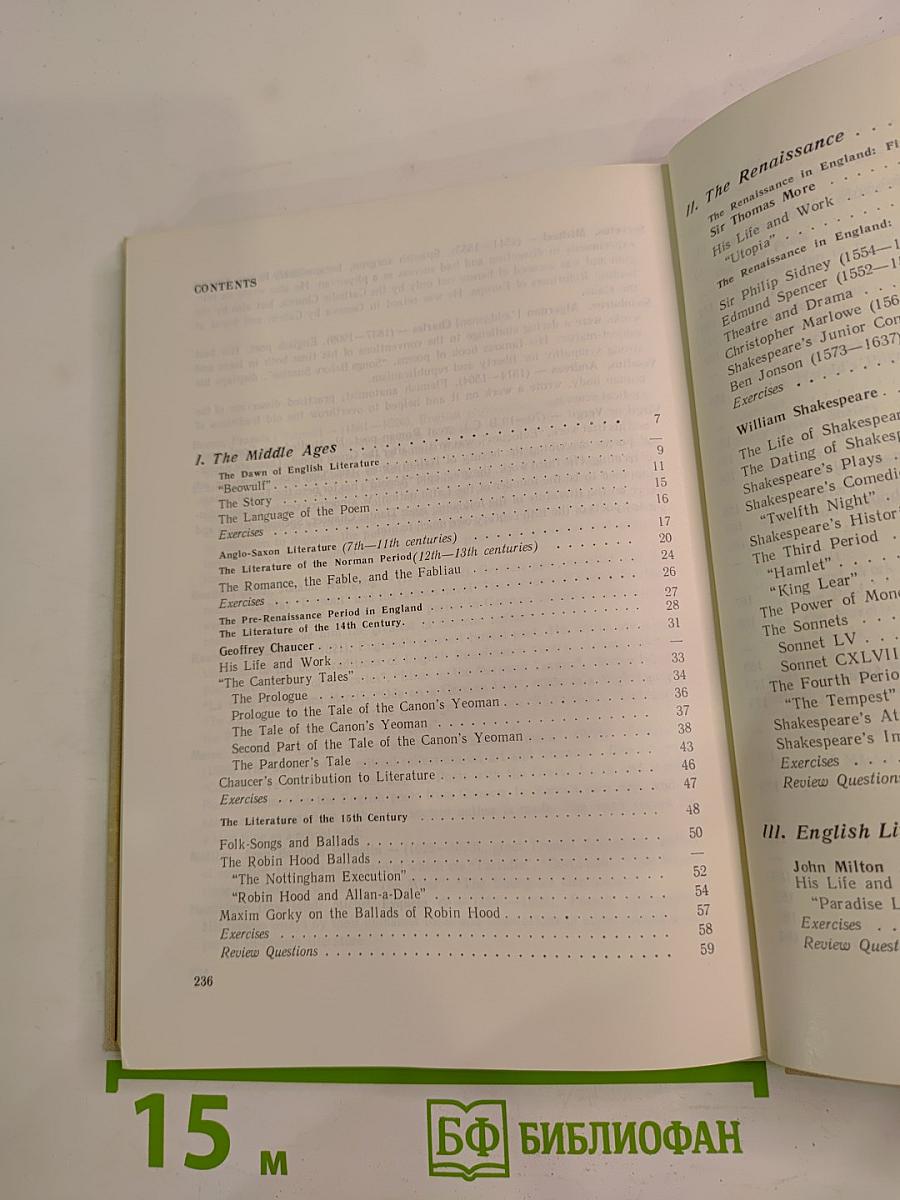 CONTENTS
I. The Middle Ages . . . . . . . . . . 7
The Dawn of English Literature . . . . . . . . . . —
“Beowulf” . . . . . . . . . . 9
The Story . . . . . . . . . . 11
The Language of the Poem . . . . . . . . . . 15
Exercises . . . . . . . . . . 16
Anglo-Saxon Literature (7th—11th centuries) . . . . . . . . . . 17
The Literature of the Norman Period (12th—13th centuries) . . . . . . 20
The Romance, the Fable, and the Fabliau . . . . . . . . . . 24
Exercises . . . . . . . . . . 26
The Pre-Renaissance Period in England . . . . . . . . . . 27
The Literature of the 14th Century. . . . . . . . . . . 28
Geoffrey Chaucer . . . . . . . . . . 31
His Life and Work . . . . . . . . . . —
“The Canterbury Tales” . . . . . . . . . . 33
The Prologue . . . . . . . . . . 34
Prologue to the Tale of the Canon's Yeoman . . . . . . . . . . 36
The Tale of the Canon's Yeoman . . . . . . . . . . 37
Second Part of the Tale of the Canon's Yeoman . . . . . . . . . . 38
The Pardoner's Tale . . . . . . . . . . 43
Chaucer's Contribution to Literature . . . . . . . . . . 46
Exercises . . . . . . . . . . 47
The Literature of the 15th Century . . . . . . . . . . 48
Folk-Songs and Ballads . . . . . . . . . . 50
The Robin Hood Ballads . . . . . . . . . . —
“The Nottingham Execution” . . . . . . . . . . 52
“Robin Hood and Allan-a-Dale” . . . . . . . . . . 54
Maxim Gorky on the Ballads of Robin Hood . . . . . . . . . . 57
Exercises . . . . . . . . . . 58
Review Questions . . . . . . . . . . 59
236
II. The Renaissance . . .
The Renaissance in England: Fi
Sir Thomas More . . . . .
His Life and Work . . . .
“Utopia” . . . . . . .
The Renaissance in England:
Sir Philip Sidney (1554—1
Edmund Spencer (1552—1
Theatre and Drama . . .
Christopher Marlowe (156
Shakespeare's Junior Con
Ben Jonson (1573—1637)
Exercises . . . . . .
William Shakespeare . .
The Life of Shakespear
The Dating of Shakesp
Shakespeare's Plays .
Shakespeare's Comedi
“Twelfth Night” .
Shakespeare's Histori
The Third Period .
“Hamlet” . . . .
“King Lear” . . .
The Power of Mone
The Sonnets . . .
Sonnet LV . . .
Sonnet CXLVII
The Fourth Perio
“The Tempest”
Shakespeare's At
Shakespeare's In
Exercises . . . .
Review Question
III. English Li
John Milton
His Life and
“Paradise L
Exercises . .
Review Quest
15 м
БФ БИБЛИОФАН